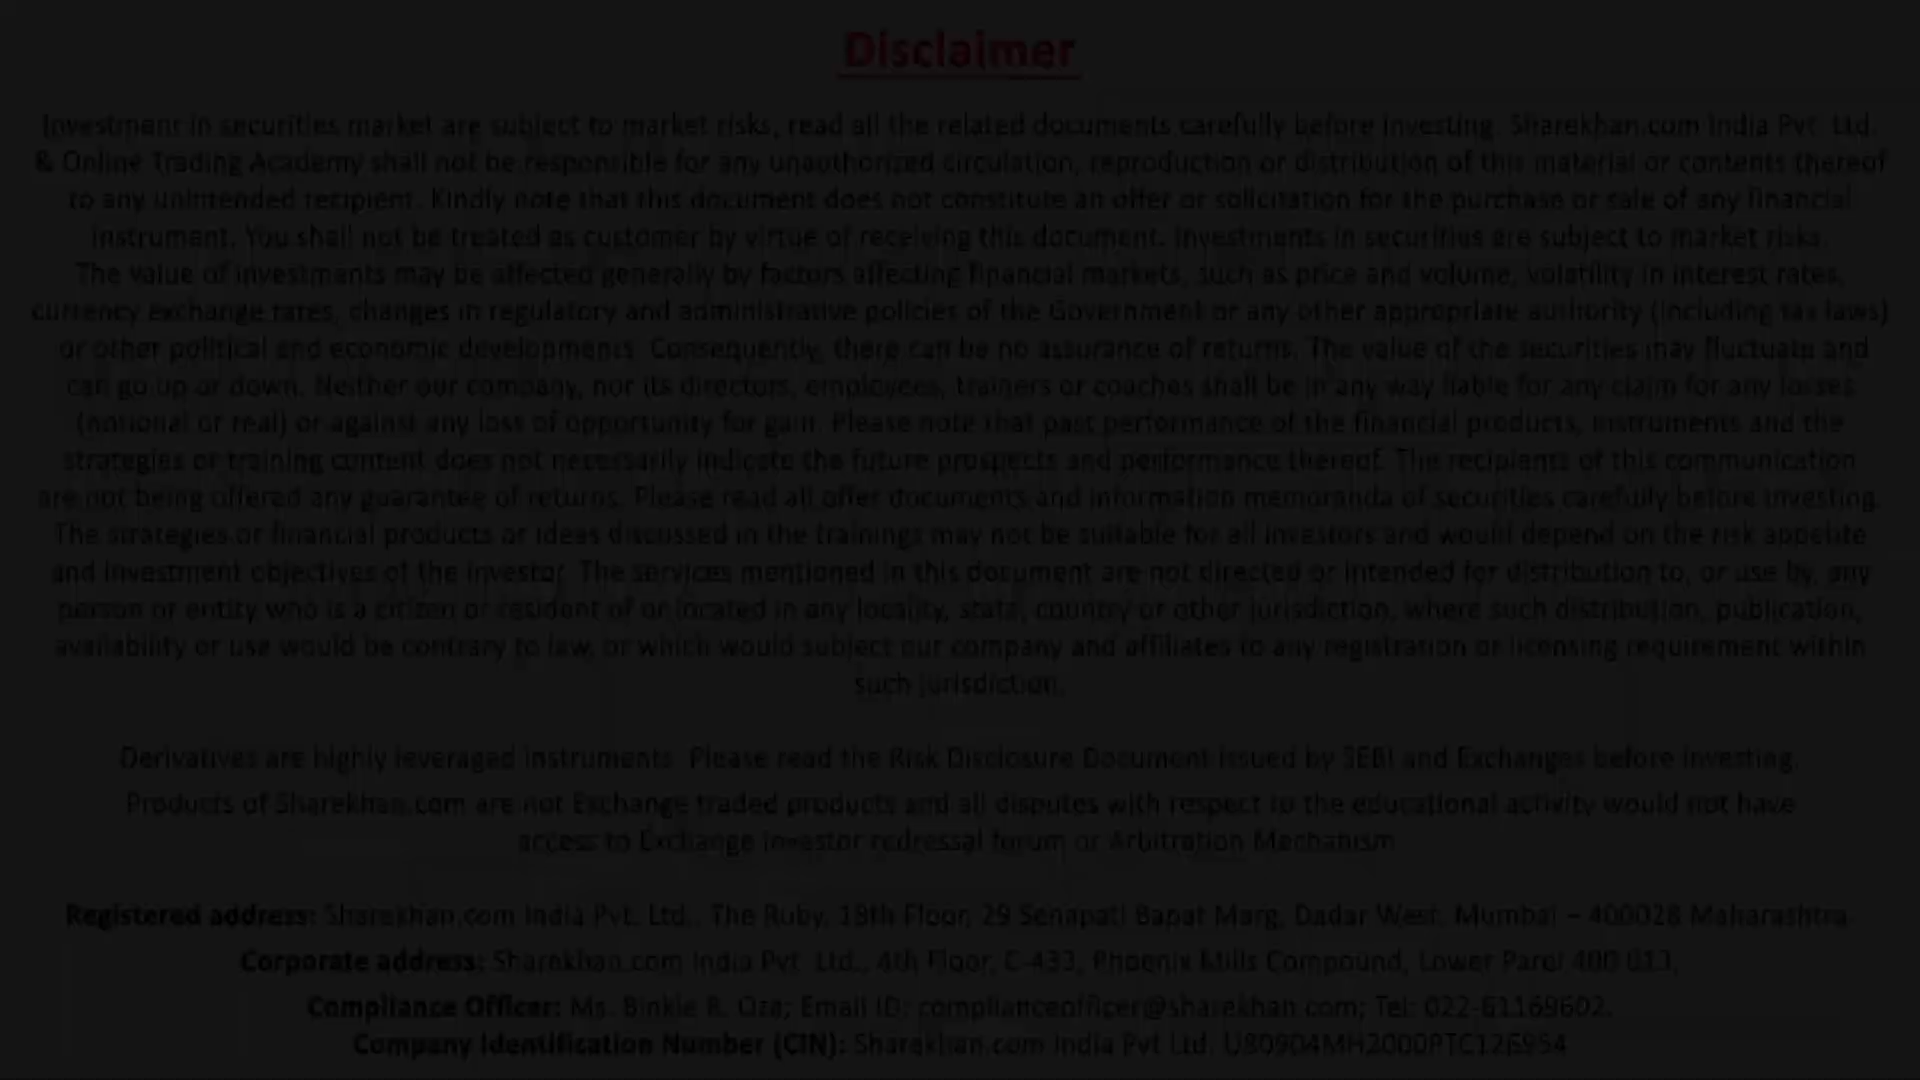 Disclaimer
Investment in securities market are subject to market risks, read all the related documents carefully before investing. Sharekhan.com India Pvt. Ltd.
& Online Trading Academy shall not be responsible for any unauthorized circulation, reproduction or distribution of this material or contents thereof
to any unintended recipient. Kindly note that this document does not constitute an offer or solicitation for the purchase or sale of any financial
instrument. You shall not be treated as customer by virtue of receiving this document. Investments in securities are subject to market risks.
The value of investments may be affected generally by factors affecting financial markets, such as price and volume, volatility in interest rates,
currency exchange rates, changes in regulatory and administrative policies of the Government or any other appropriate authority (including tax laws)
or other political and economic developments. Consequently, there can be no assurance of returns. The value of the securities may fluctuate and
can go up or down. Neither our company, nor its directors, employees, trainers or coaches shall be in any way liable for any claim for any losses
(notional or real) or against any loss of opportunity for gain. Please note that past performance of the financial products, instruments and the
strategies or training content does not necessarily indicate the future prospects and performance thereof. The recipients of this communication
are not being offered any guarantee of returns. Please read all offer documents and information memoranda of securities carefully before investing.
The strategies or financial products or ideas discussed in the trainings may not be suitable for all investors and would depend on the risk appetite
and investment objectives of the investor. The services mentioned in this document are not directed or intended for distribution to, or use by, any
person or entity who is a citizen or resident of or located in any locality, state, country or other jurisdiction, where such distribution, publication,
availability or use would be contrary to law, or which would subject our company and affiliates to any registration or licensing requirement within
such jurisdiction.
Derivatives are highly leveraged instruments. Please read the Risk Disclosure Document issued by SEBI and Exchanges before investing.
Products of Sharekhan.com are not Exchange traded products and all disputes with respect to the educational activity would not have
access to Exchange investor redressal forum or Arbitration Mechanism
Registered address: Sharekhan.com India Pvt. Ltd., The Ruby, 18th Floor, 29 Senapati Bapat Marg, Dadar West, Mumbai – 400028 Maharashtra
Corporate address: Sharekhan.com India Pvt. Ltd., 4th Floor, C-433, Phoenix Mills Compound, Lower Parel 400 013,
Compliance Officer: Ms. Binkle R. Oza; Email ID: complianceofficer@sharekhan.com; Tel: 022-61169602,
Company Identification Number (CIN): Sharekhan.com India Pvt Ltd: U80904MH2000PTC126954